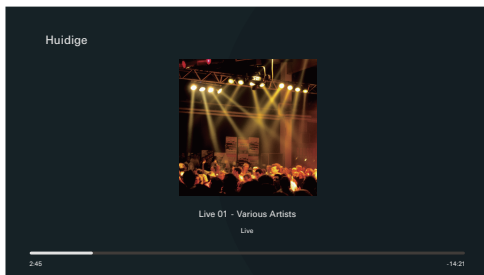 Huidige
Live 01 - Various Artists
Live
2:45
-14:21